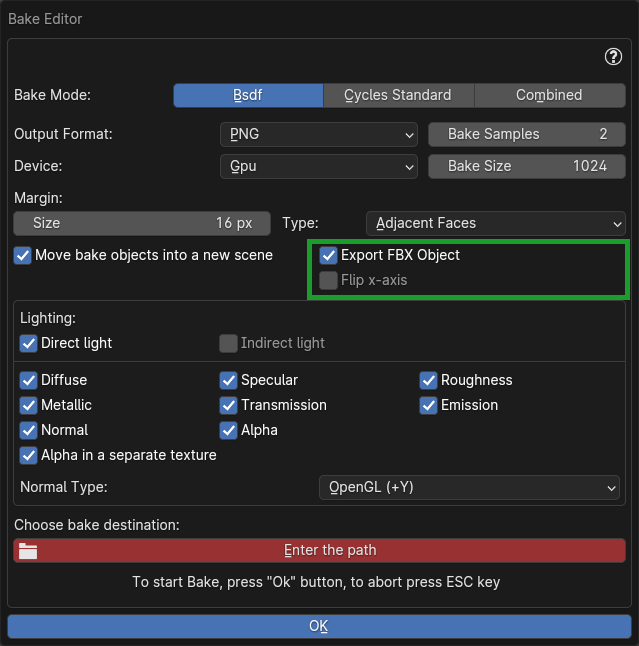 Bake Editor
?
Bake Mode: Bsdf Cycles Standard Combined
Output Format: PNG Bake Samples 2
Device: Gpu Bake Size 1024
Margin:
Size 16 px Type: Adjacent Faces
Move bake objects into a new scene Export FBX Object
Flip x-axis
Lighting:
Direct light Indirect light
Diffuse Specular Roughness
Metallic Transmission Emission
Normal Alpha
Alpha in a separate texture
Normal Type: OpenGL (+Y)
Choose bake destination:
Enter the path
To start Bake, press "Ok" button, to abort press ESC key
OK